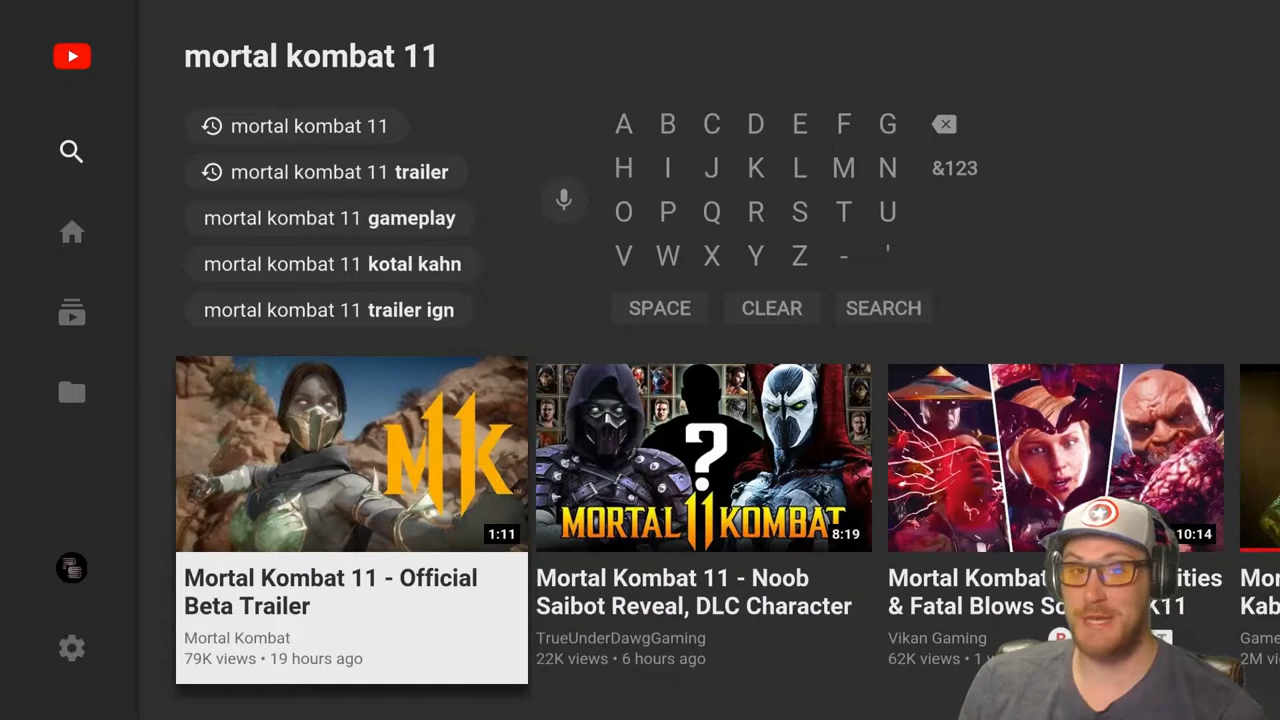 mortal kombat 11
mortal kombat 11
mortal kombat 11 trailer
mortal kombat 11 gameplay
mortal kombat 11 kotal kahn
mortal kombat 11 trailer ign
A B C D E F G
H I J K L M N &123
O P Q R S T U
V W X Y Z - '
SPACE CLEAR SEARCH
MK
1:11
MORTAL 11 KOMBAT
?
8:19
10:14
Mortal Kombat 11 - Official
Beta Trailer
Mortal Kombat
79K views • 19 hours ago
Mortal Kombat 11 - Noob
Saibot Reveal, DLC Character
TrueUnderDawgGaming
22K views • 6 hours ago
Mortal Kombat
& Fatal Blows
Vikan Gaming
62K views •
2M